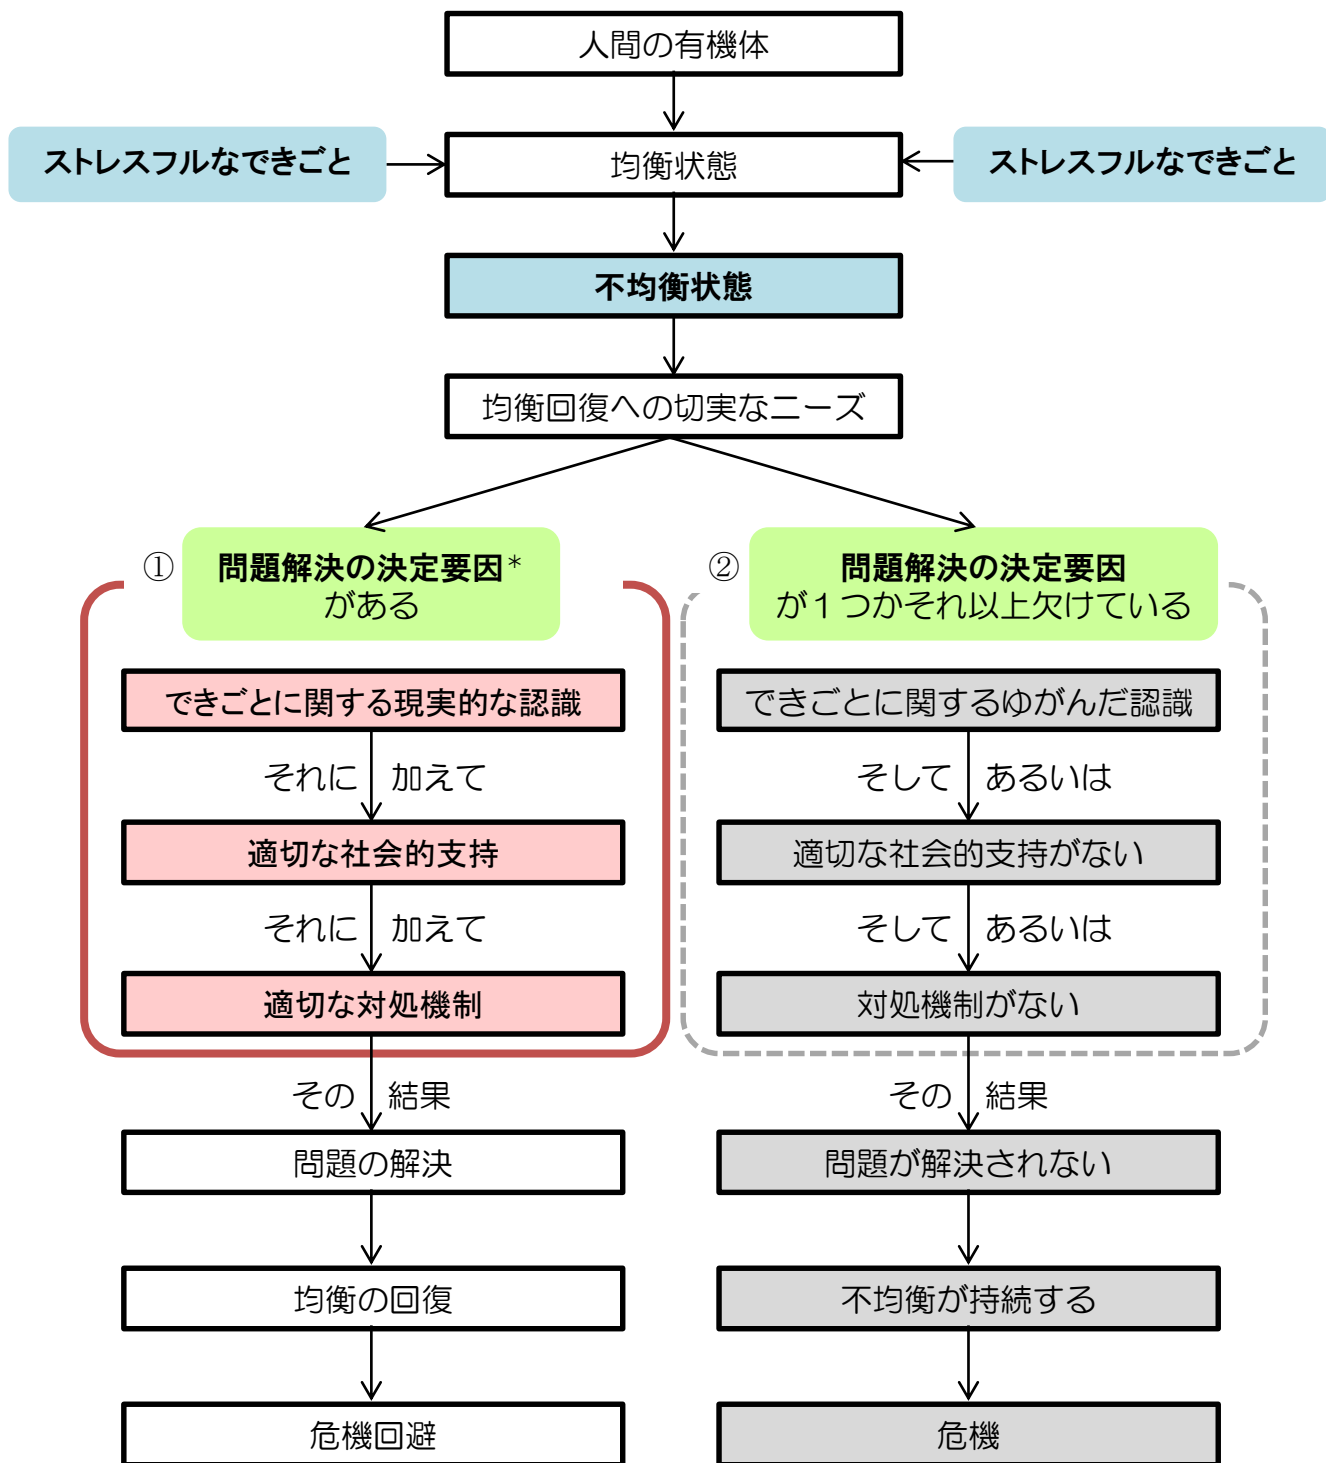 人間の有機体
ストレスフルなできごと
均衡状態
ストレスフルなできごと
不均衡状態
均衡回復への切実なニーズ
①
問題解決の決定要因*
がある
できごとに関する現実的な認識
それに 加えて
適切な社会的支持
それに 加えて
適切な対処機制
その 結果
問題の解決
均衡の回復
危機回避
②
問題解決の決定要因
が１つかそれ以上欠けている
できごとに関するゆがんだ認識
そして あるいは
適切な社会的支持がない
そして あるいは
対処機制がない
その 結果
問題が解決されない
不均衡が持続する
危機